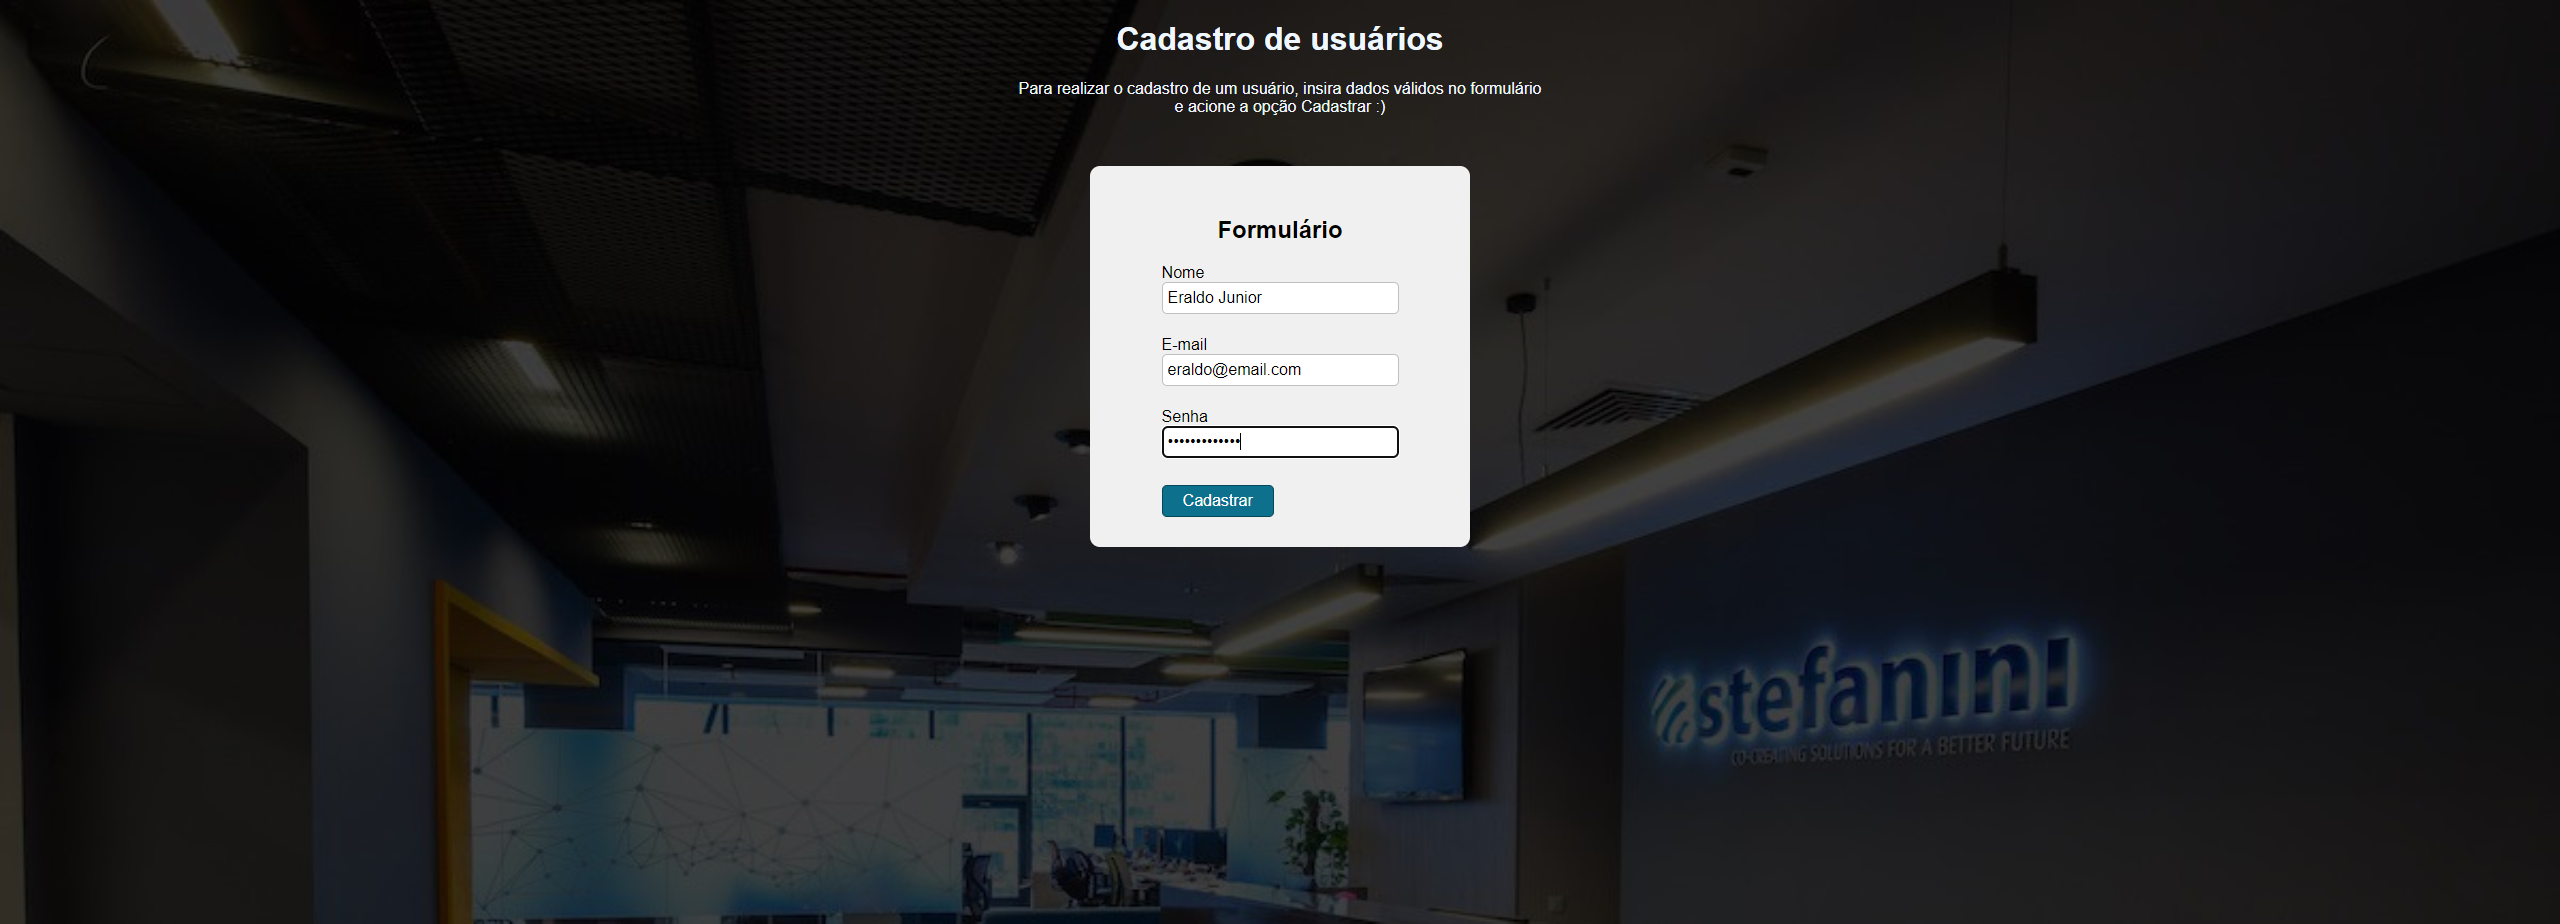 Cadastro de usuários
Para realizar o cadastro de um usuário, insira dados válidos no formulário
e acione a opção Cadastrar :)
Formulário
Nome
Eraldo Junior
E-mail
eraldo@email.com
Senha
•••••••••••••
Cadastrar
stefanini
CO-CREATING SOLUTIONS FOR A BETTER FUTURE